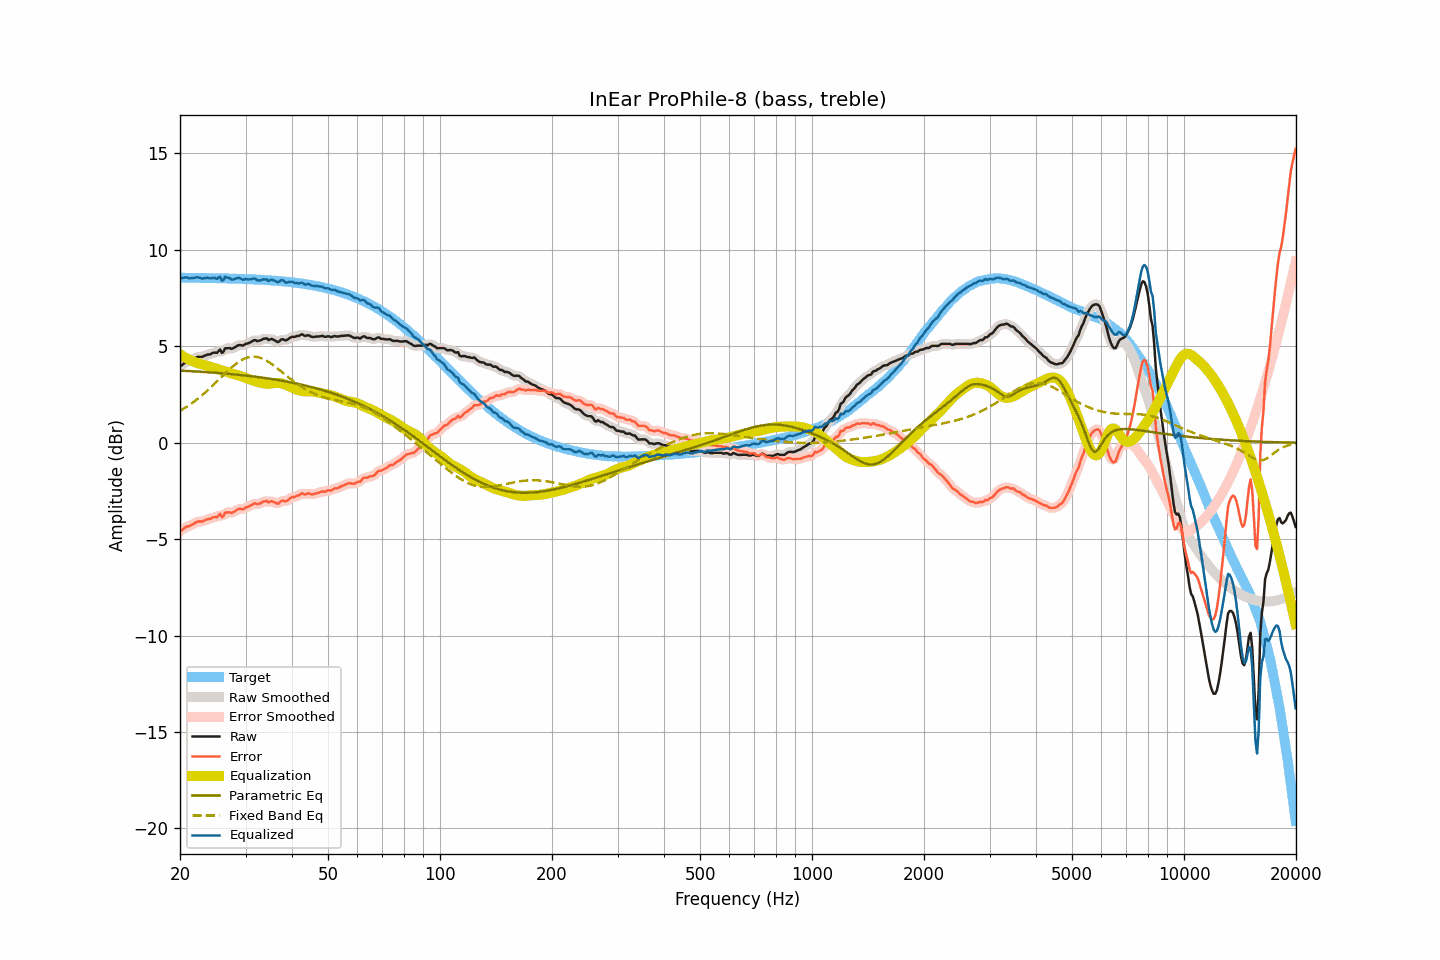 InEar ProPhile-8 (bass, treble)
15
10
5
0
−5
−10
−15
−20
Amplitude (dBr)
Target
Raw Smoothed
Error Smoothed
Raw
Error
Equalization
Parametric Eq
Fixed Band Eq
Equalized
20 50 100 200 500 1000 2000 5000 10000 20000
Frequency (Hz)